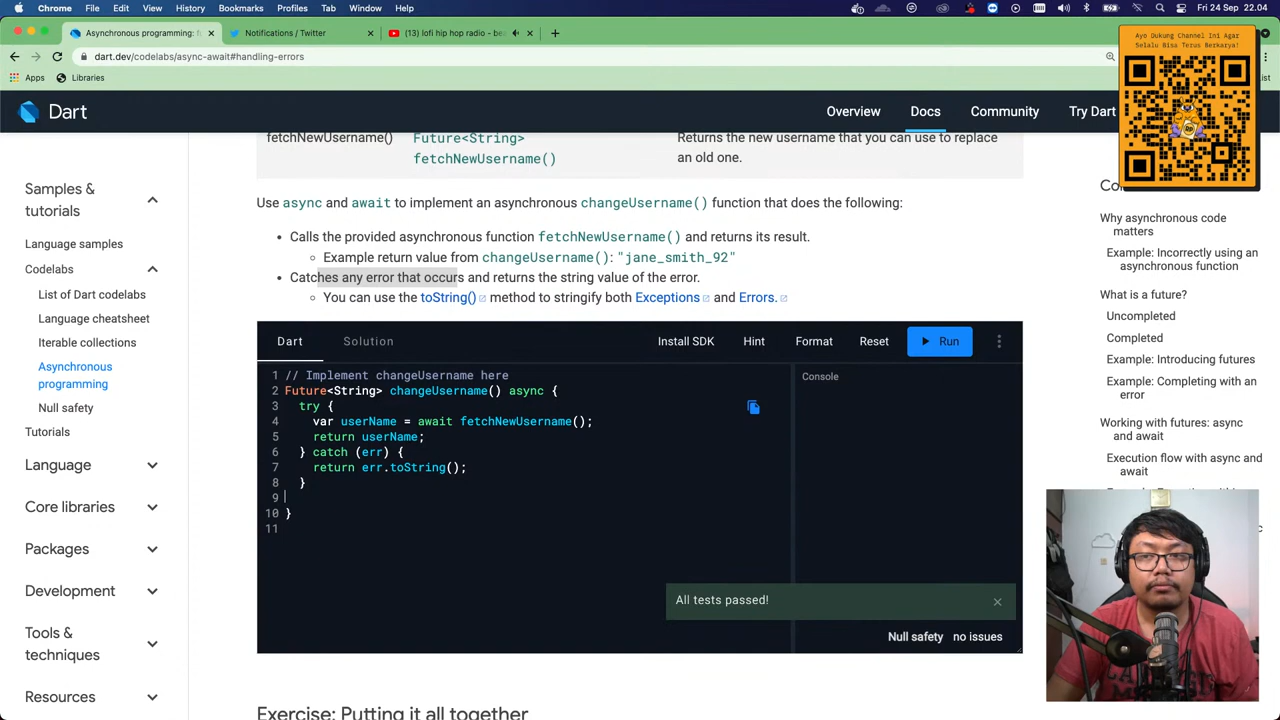 Chrome File Edit View History Bookmarks Profiles Tab Window Help
Fri 24 Sep 22.04
Asynchronous programming: f
Notifications / Twitter
(13) lofi hip hop radio - bea
dart.dev/codelabs/async-await#handling-errors
Apps
Libraries
Ayo Dukung Channel Ini Agar
Selalu Bisa Terus Berkarya!
Dart
Overview
Docs
Community
Try Dart
fetchNewUsername()
Future<String>
fetchNewUsername()
Returns the new username that you can use to replace
an old one.
Samples &
tutorials
Language samples
Codelabs
List of Dart codelabs
Language cheatsheet
Iterable collections
Asynchronous
programming
Null safety
Tutorials
Language
Core libraries
Packages
Development
Tools &
techniques
Resources
Use async and await to implement an asynchronous changeUsername() function that does the following:
• Calls the provided asynchronous function fetchNewUsername() and returns its result.
Example return value from changeUsername(): "jane_smith_92"
• Catches any error that occurs and returns the string value of the error.
You can use the toString() method to stringify both Exceptions and Errors.
Dart
Solution
Install SDK
Hint
Format
Reset
Run
1 // Implement changeUsername here
2 Future<String> changeUsername() async {
3 try {
4 var userName = await fetchNewUsername();
5 return userName;
6 } catch (err) {
7 return err.toString();
8 }
9
10 }
11
Console
All tests passed!
Null safety no issues
Exercise: Putting it all together
Co
Why asynchronous code
matters
Example: Incorrectly using an
asynchronous function
What is a future?
Uncompleted
Completed
Example: Introducing futures
Example: Completing with an
error
Working with futures: async
and await
Execution flow with async and
await